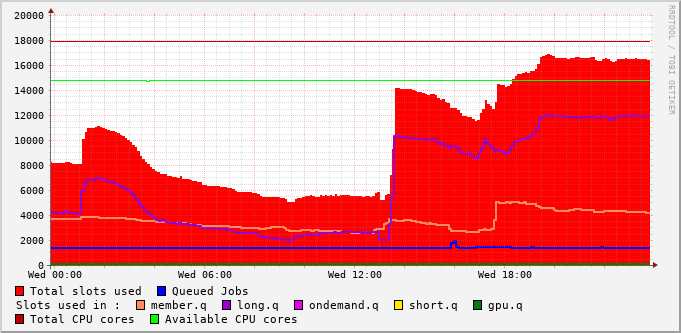 20000
18000
16000
14000
12000
10000
8000
6000
4000
2000
0
Wed 00:00 Wed 06:00 Wed 12:00 Wed 18:00
Total slots used Queued Jobs
Slots used in : member.q long.q ondemand.q short.q gpu.q
Total CPU cores Available CPU cores
RRDTOOL / TOBI OETIKER